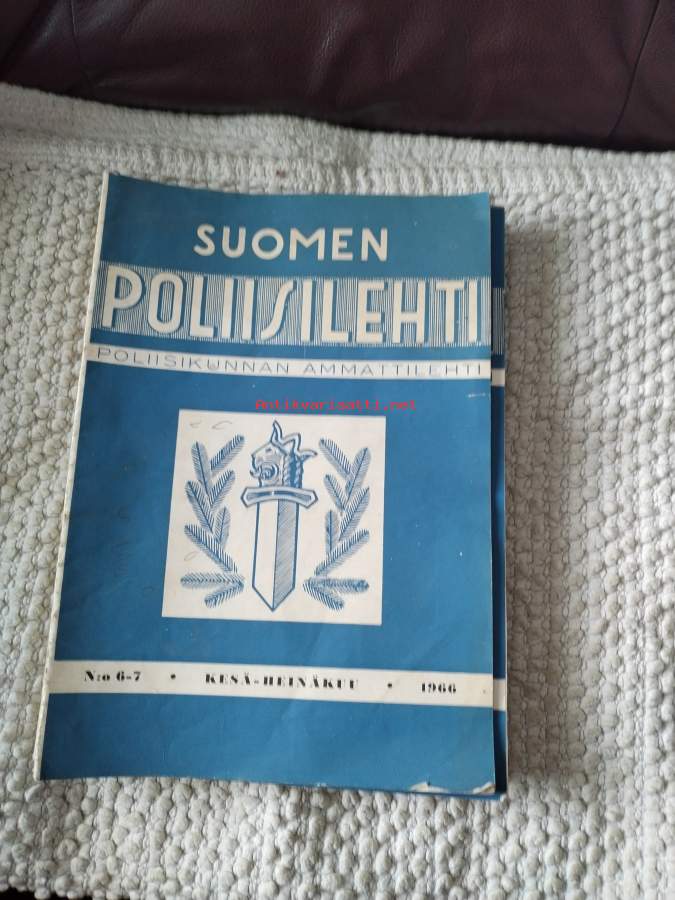 SUOMEN
POLIISILEHTI
POLIISIKUNNAN AMMATTILEHTI
Antikvariaatti.net
N:o 6-7 • KESÄ-HEINÄKUU • 1966